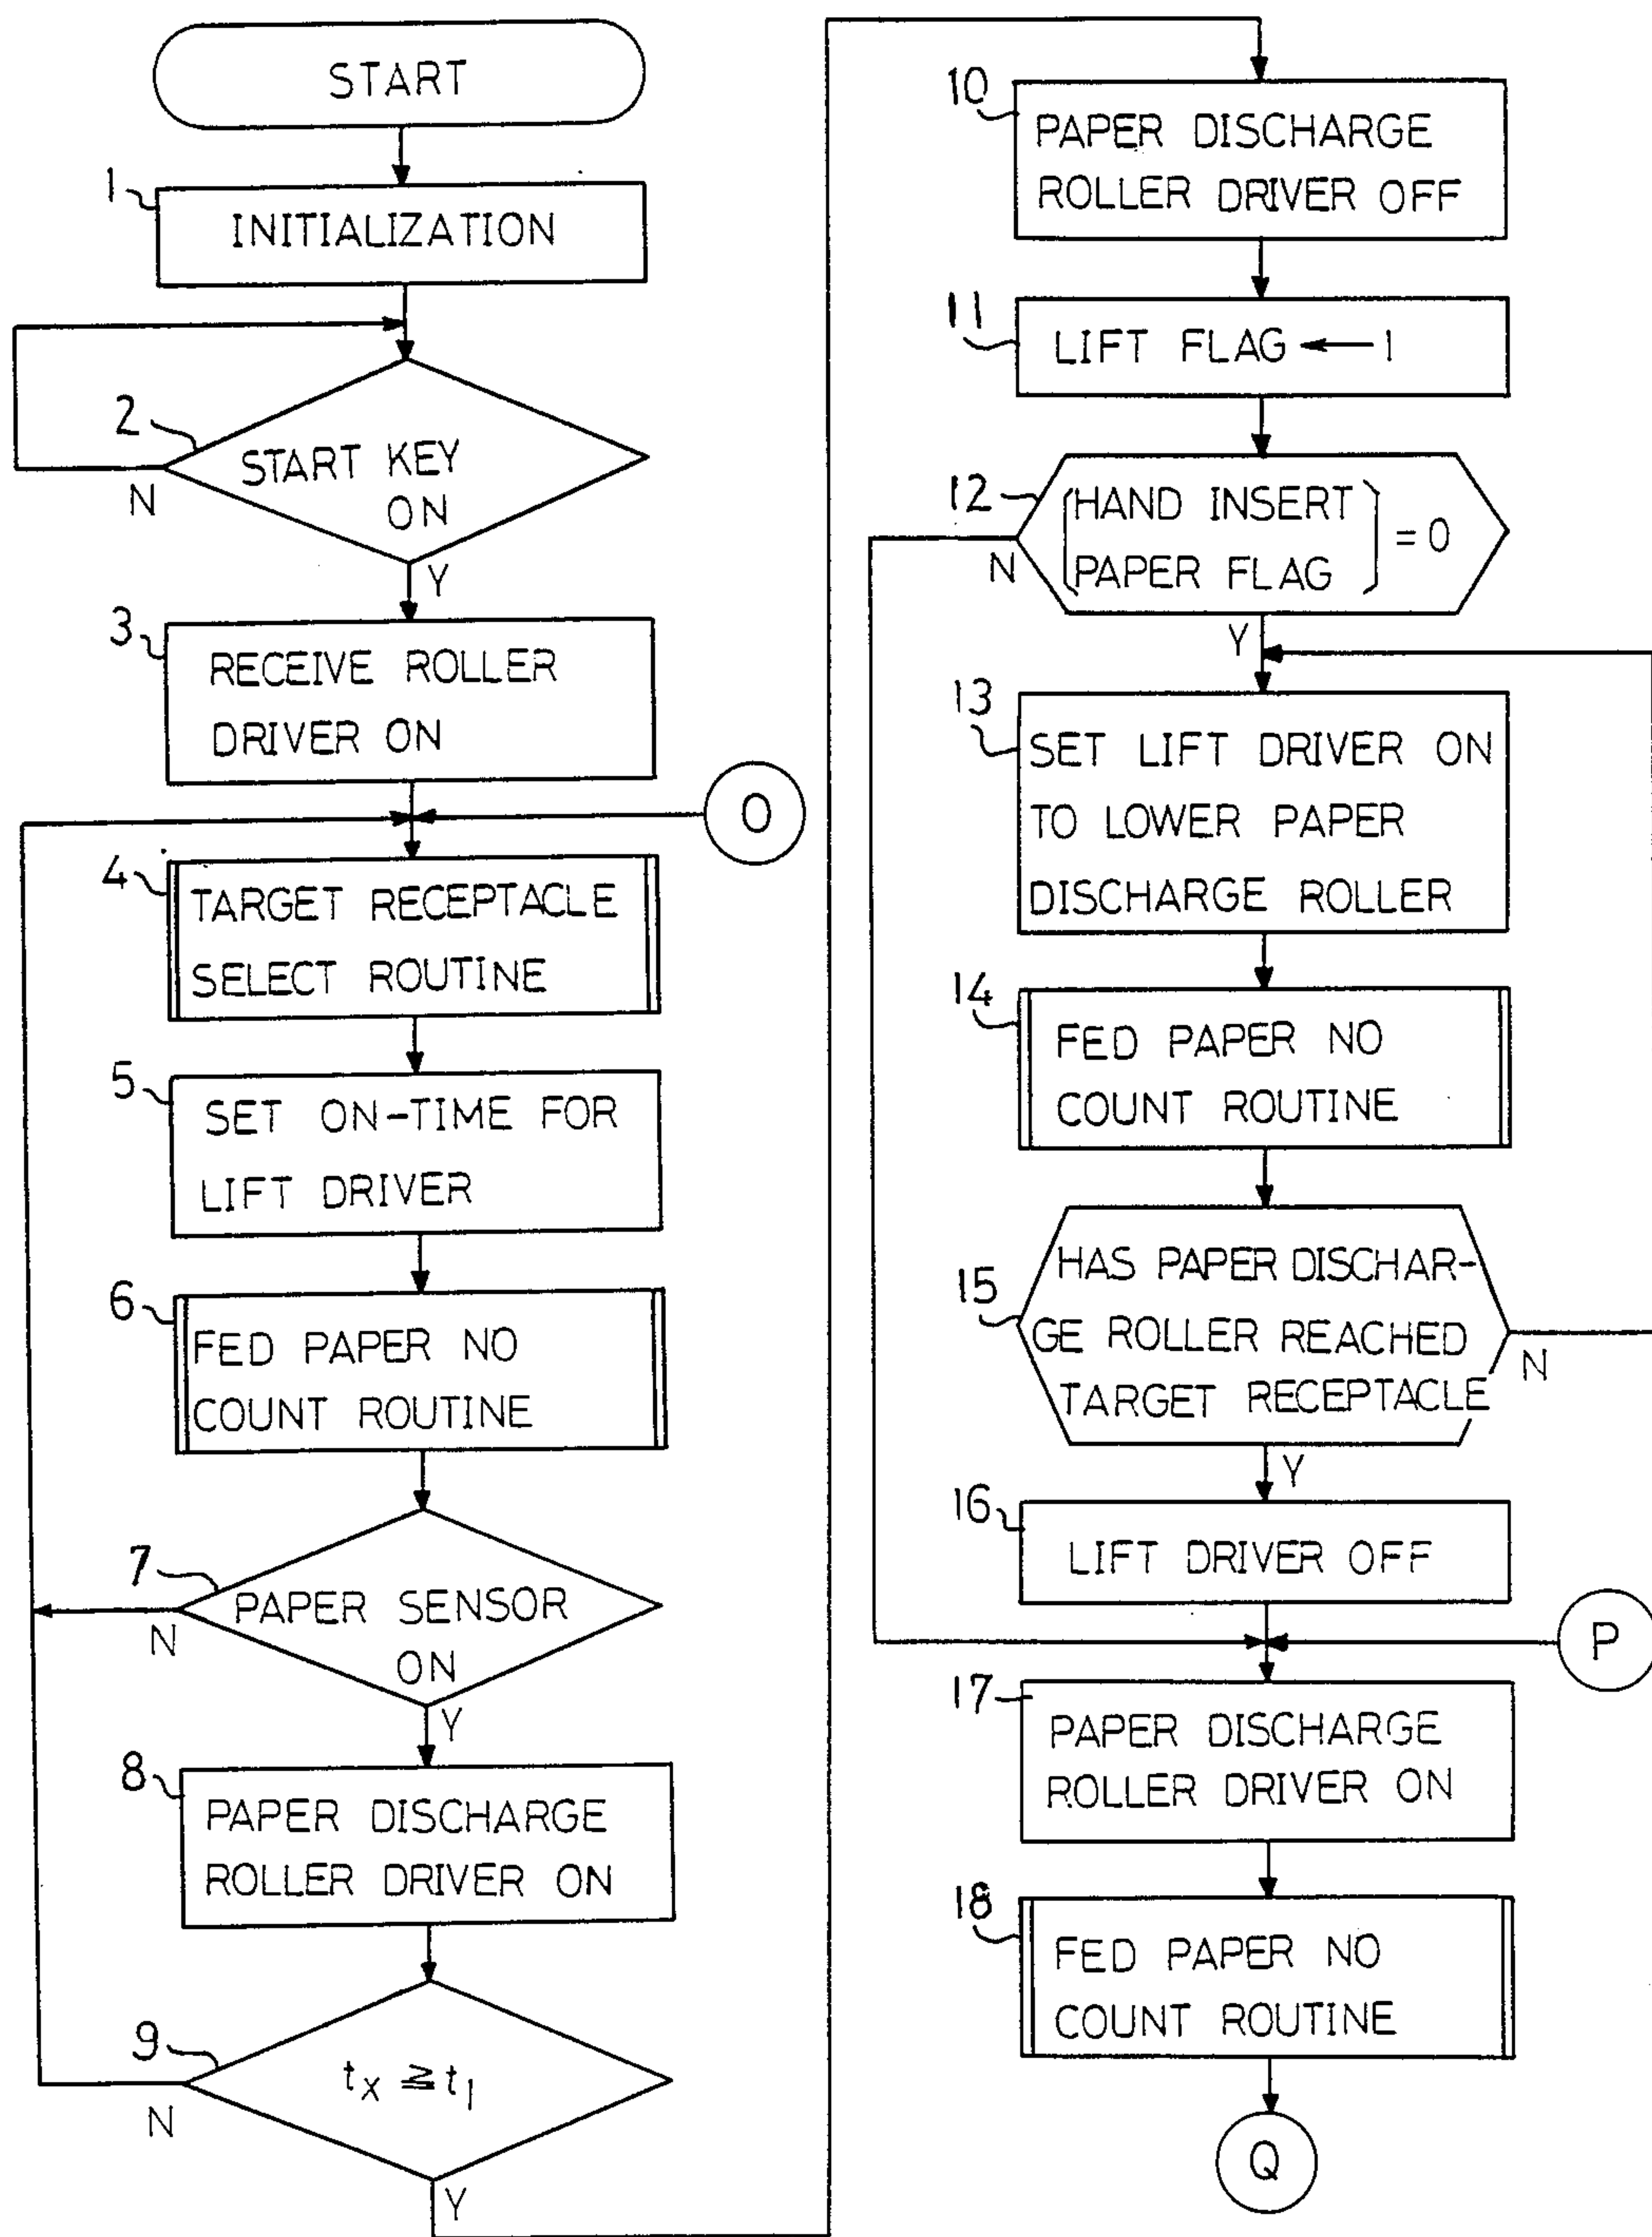 START
1
INITIALIZATION
2
START KEY
ON
N
Y
3
RECEIVE ROLLER
DRIVER ON
O
4
TARGET RECEPTACLE
SELECT ROUTINE
5
SET ON-TIME FOR
LIFT DRIVER
6
FED PAPER NO
COUNT ROUTINE
7
PAPER SENSOR
ON
N
Y
8
PAPER DISCHARGE
ROLLER DRIVER ON
9
tx ≧ t1
N
Y
10
PAPER DISCHARGE
ROLLER DRIVER OFF
11
LIFT FLAG ← 1
12
[HAND INSERT
PAPER FLAG] = 0
N
Y
13
SET LIFT DRIVER ON
TO LOWER PAPER
DISCHARGE ROLLER
14
FED PAPER NO
COUNT ROUTINE
15
HAS PAPER DISCHAR-
GE ROLLER REACHED
TARGET RECEPTACLE
N
Y
16
LIFT DRIVER OFF
P
17
PAPER DISCHARGE
ROLLER DRIVER ON
18
FED PAPER NO
COUNT ROUTINE
Q